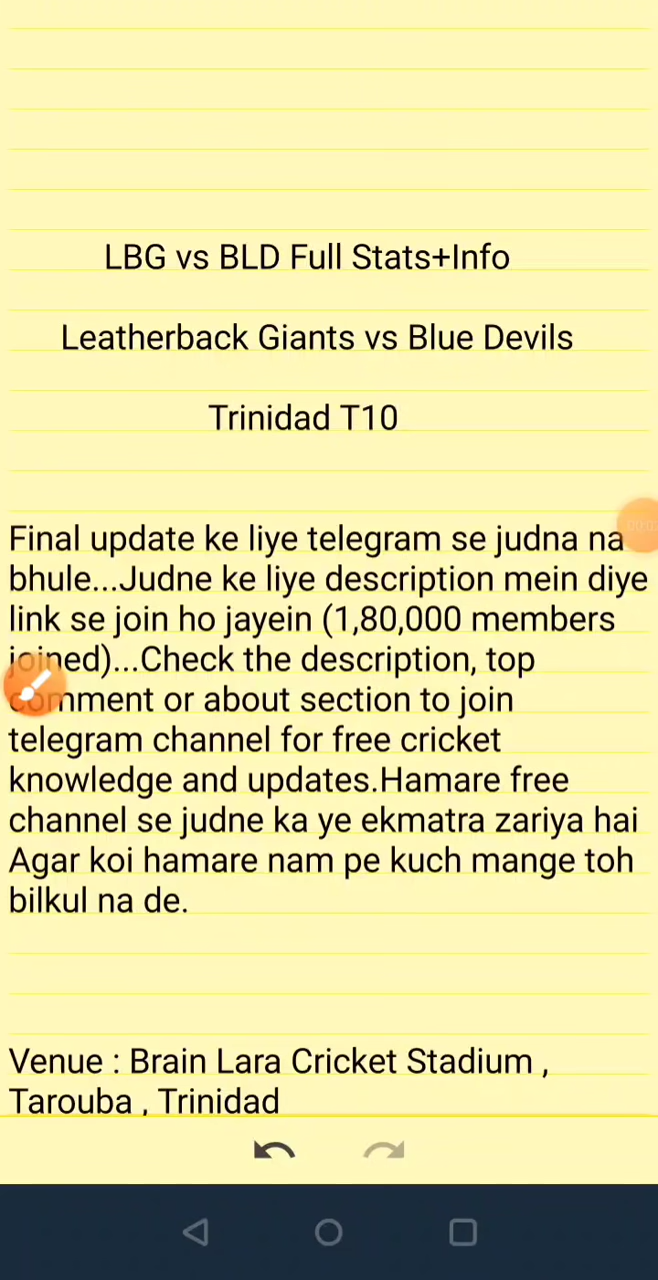 LBG vs BLD Full Stats+Info
Leatherback Giants vs Blue Devils
Trinidad T10
Final update ke liye telegram se judna na
bhule...Judne ke liye description mein diye
link se join ho jayein (1,80,000 members
joined)...Check the description, top
comment or about section to join
telegram channel for free cricket
knowledge and updates.Hamare free
channel se judne ka ye ekmatra zariya hai
Agar koi hamare nam pe kuch mange toh
bilkul na de.
Venue : Brain Lara Cricket Stadium ,
Tarouba , Trinidad